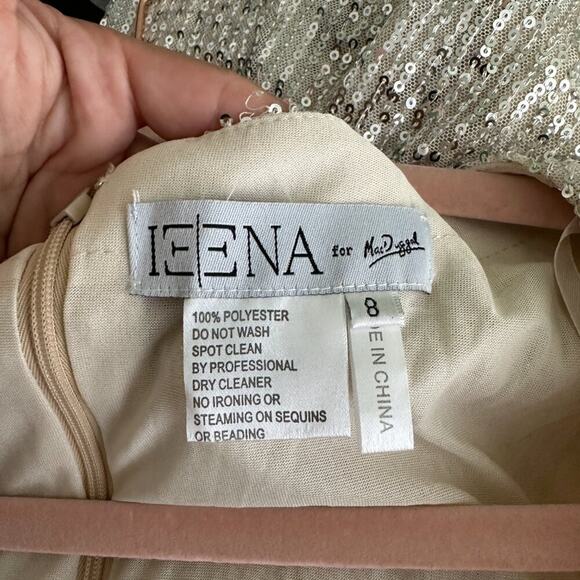 IEENA for Mac Duggal
100% POLYESTER
DO NOT WASH
SPOT CLEAN
BY PROFESSIONAL
DRY CLEANER
NO IRONING OR
STEAMING ON SEQUINS
OR BEADING
8
DE IN CHINA